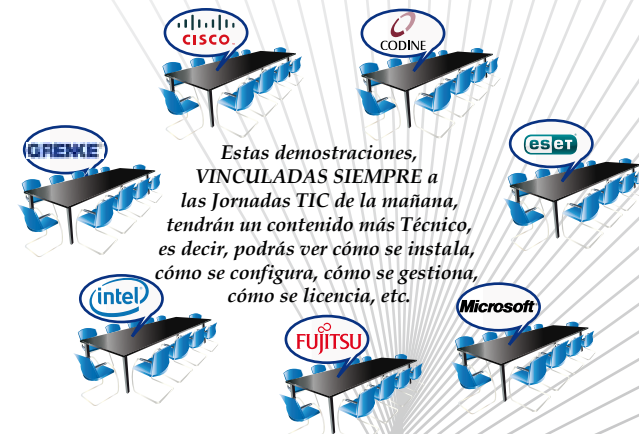 CISCO
CODINE
GRENKE
eset
Estas demostraciones,
VINCULADAS SIEMPRE a
las Jornadas TIC de la mañana,
tendrán un contenido más Técnico,
es decir, podrás ver cómo se instala,
cómo se configura, cómo se gestiona,
cómo se licencia, etc.
intel
Microsoft
FUJITSU